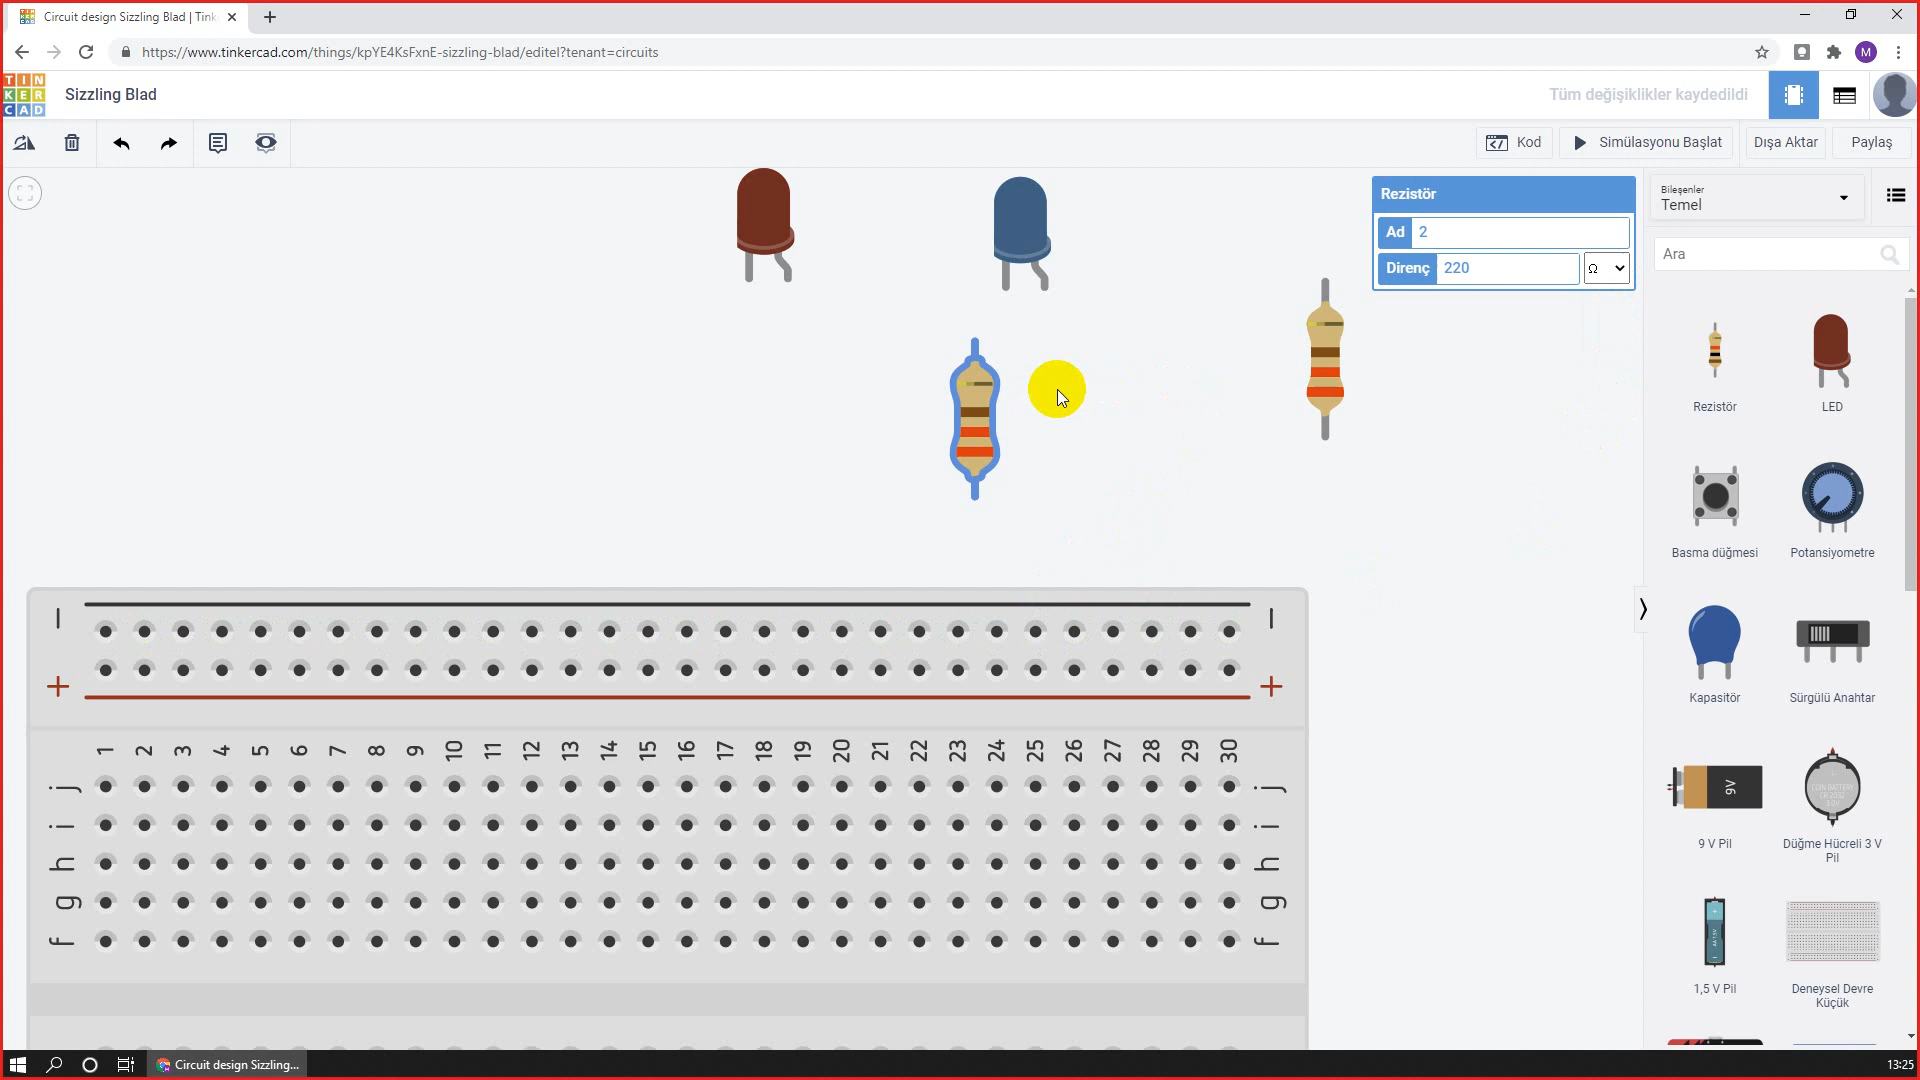 Circuit design Sizzling Blad | Tink
https://www.tinkercad.com/things/kpYE4KsFxnE-sizzling-blad/editel?tenant=circuits
M
TIN
KER
CAD
Sizzling Blad
Tüm değişiklikler kaydedildi
Kod
Simülasyonu Başlat
Dışa Aktar
Paylaş
Rezistör
Ad 2
Direnç 220 Ω
Bileşenler
Temel
Ara
Rezistör
LED
Basma düğmesi
Potansiyometre
Kapasitör
Sürgülü Anahtar
9V
9 V Pil
Düğme Hücreli 3 V
Pil
1,5 V Pil
Deneysel Devre
Küçük
1 2 3 4 5 6 7 8 9 10 11 12 13 14 15 16 17 18 19 20 21 22 23 24 25 26 27 28 29 30
j j
i i
h h
g g
f f
Circuit design Sizzling...
13:25